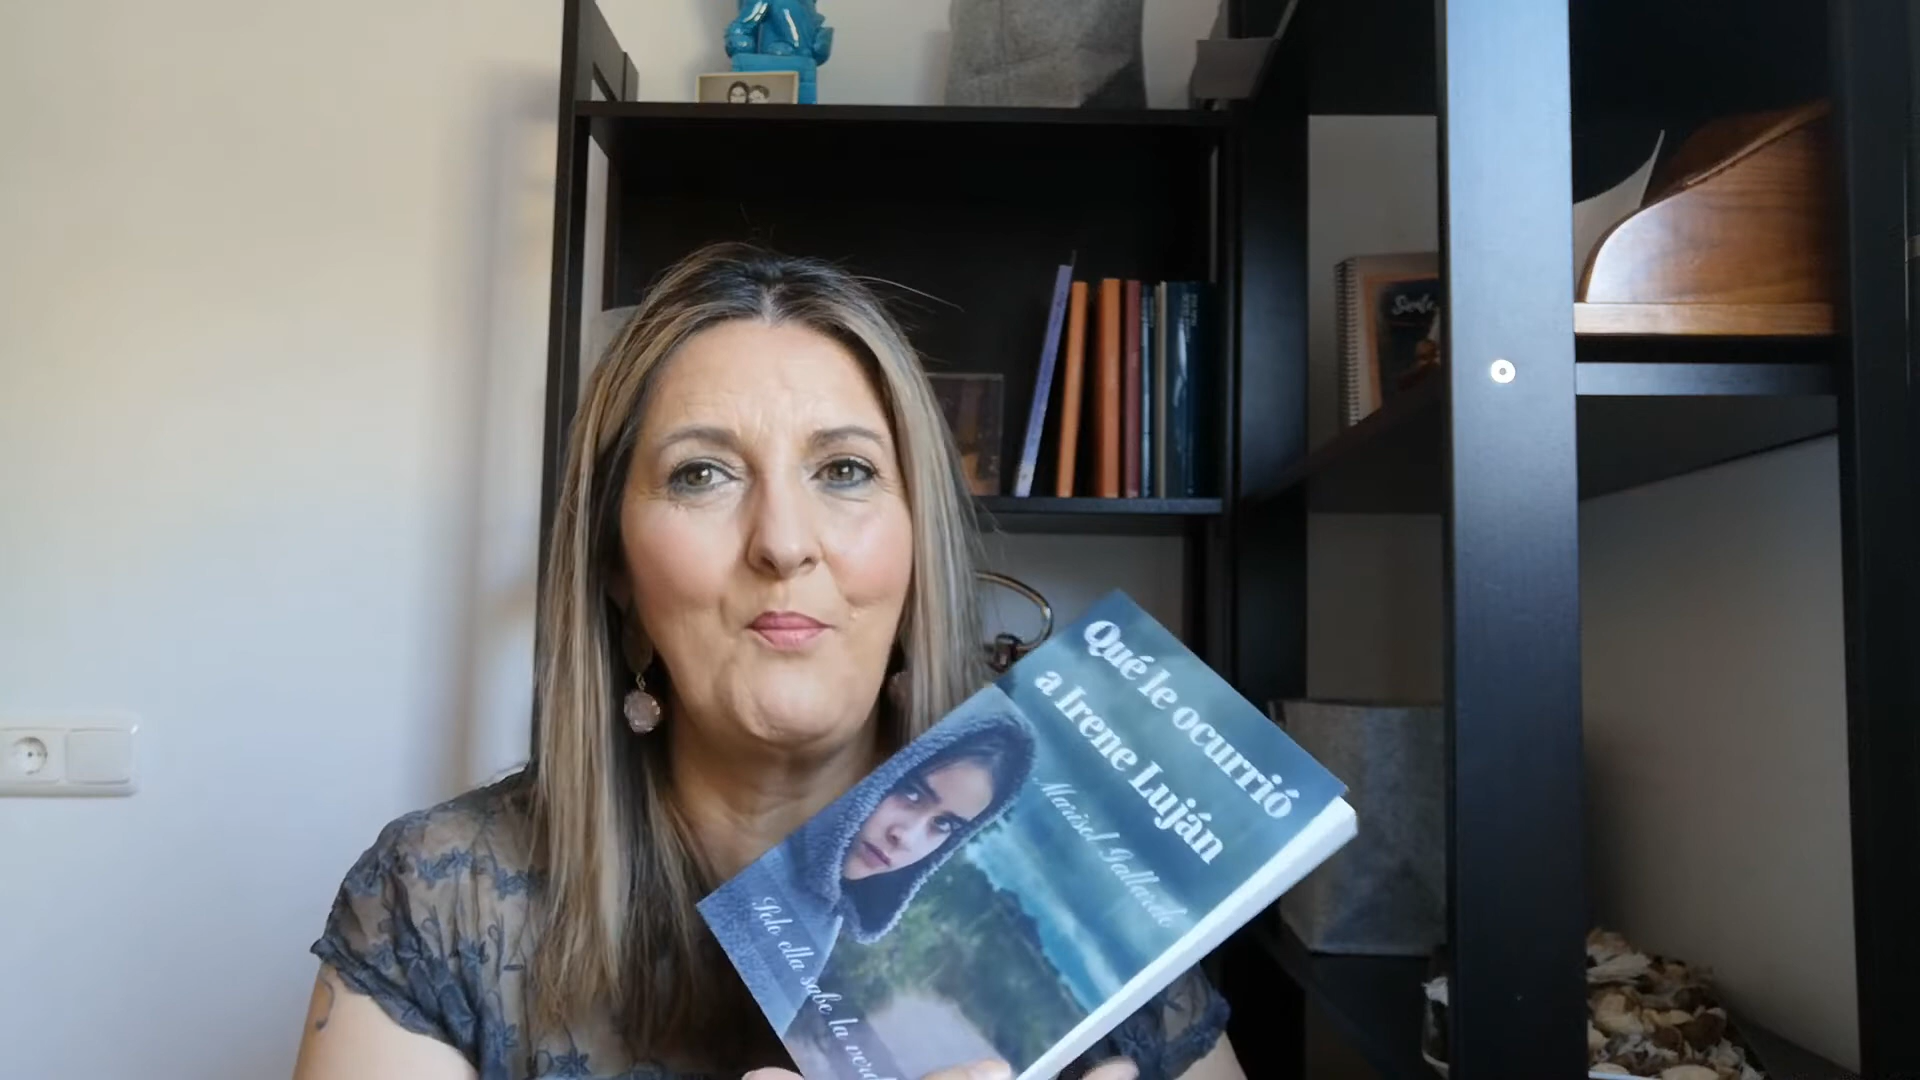 Qué le ocurrió
a Irene Luján
Marisol Gallardo
Solo ella sabe la